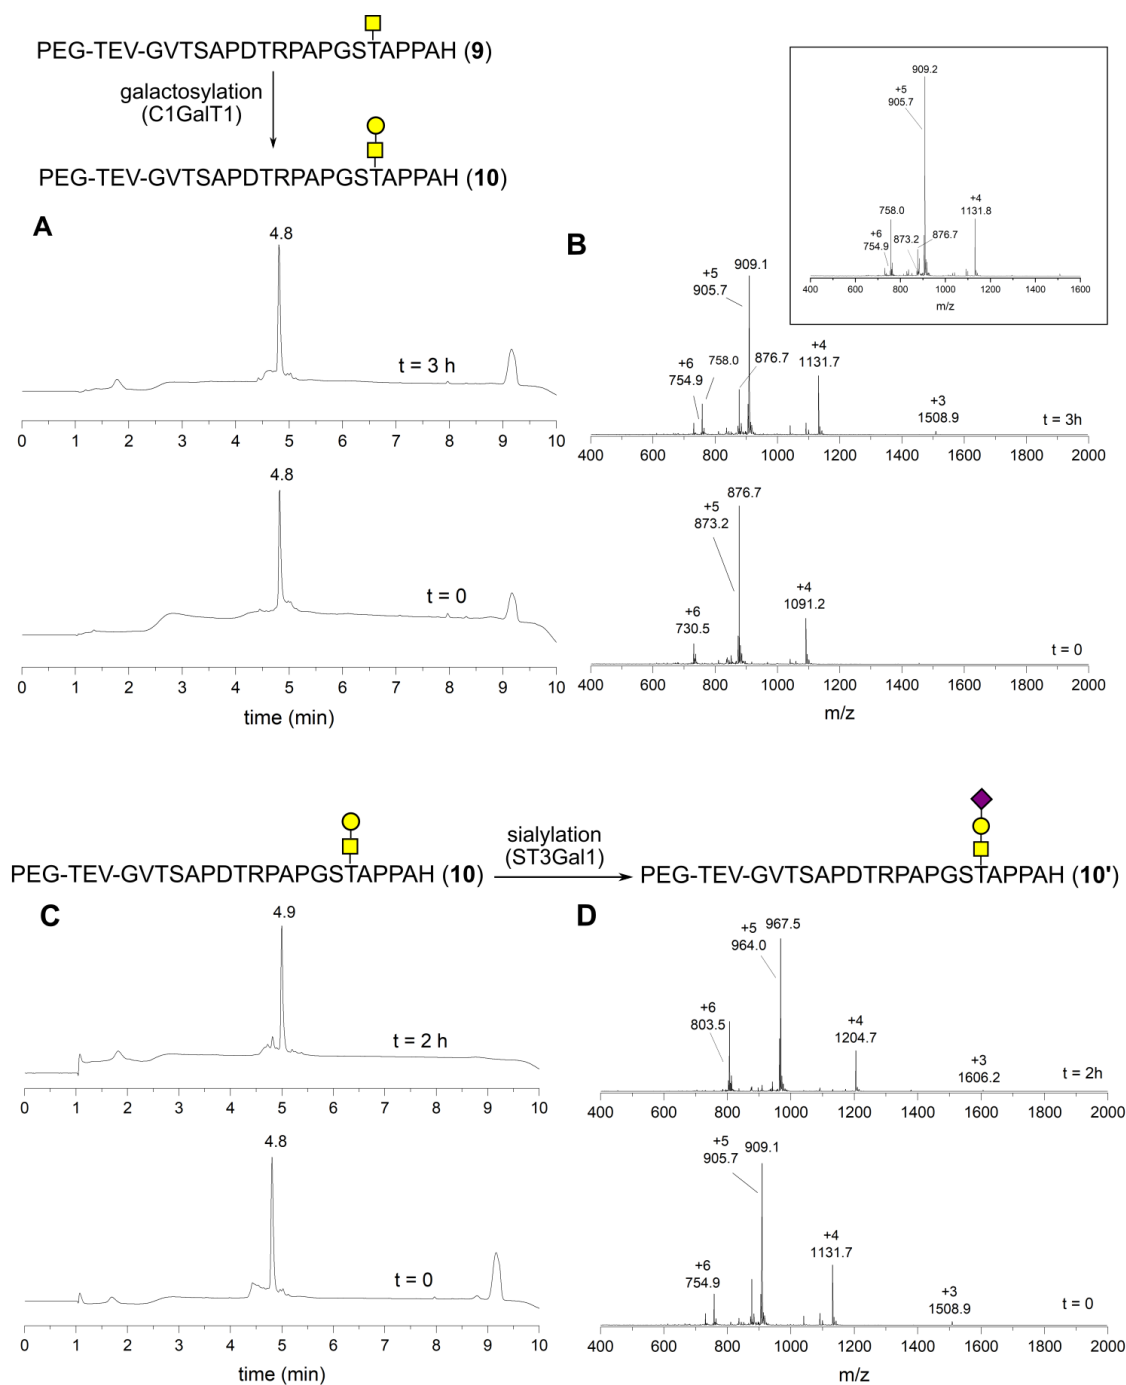 PEG-TEV-GVTSAPDTRPAPGSTAPPAH (9)
galactosylation
(C1GalT1)
PEG-TEV-GVTSAPDTRPAPGSTAPPAH (10)
A
4.8
t = 3 h
0 1 2 3 4 5 6 7 8 9 10
4.8
t = 0
0 1 2 3 4 5 6 7 8 9 10
time (min)
B
909.2
+5
905.7
758.0
+4
1131.8
+6
754.9
873.2
876.7
400 600 800 1000 1200 1400 1600
m/z
909.1
+5
905.7
+6
754.9
758.0
876.7
+4
1131.7
+3
1508.9
t = 3h
400 600 800 1000 1200 1400 1600 1800 2000
876.7
+5
873.2
+6
730.5
+4
1091.2
t = 0
400 600 800 1000 1200 1400 1600 1800 2000
m/z
PEG-TEV-GVTSAPDTRPAPGSTAPPAH (10)
sialylation
(ST3Gal1)
PEG-TEV-GVTSAPDTRPAPGSTAPPAH (10')
C
4.9
t = 2 h
0 1 2 3 4 5 6 7 8 9 10
4.8
t = 0
0 1 2 3 4 5 6 7 8 9 10
time (min)
D
+5
964.0
967.5
+6
803.5
+4
1204.7
+3
1606.2
t = 2h
400 600 800 1000 1200 1400 1600 1800 2000
+5
905.7
909.1
+6
754.9
+4
1131.7
+3
1508.9
t = 0
400 600 800 1000 1200 1400 1600 1800 2000
m/z